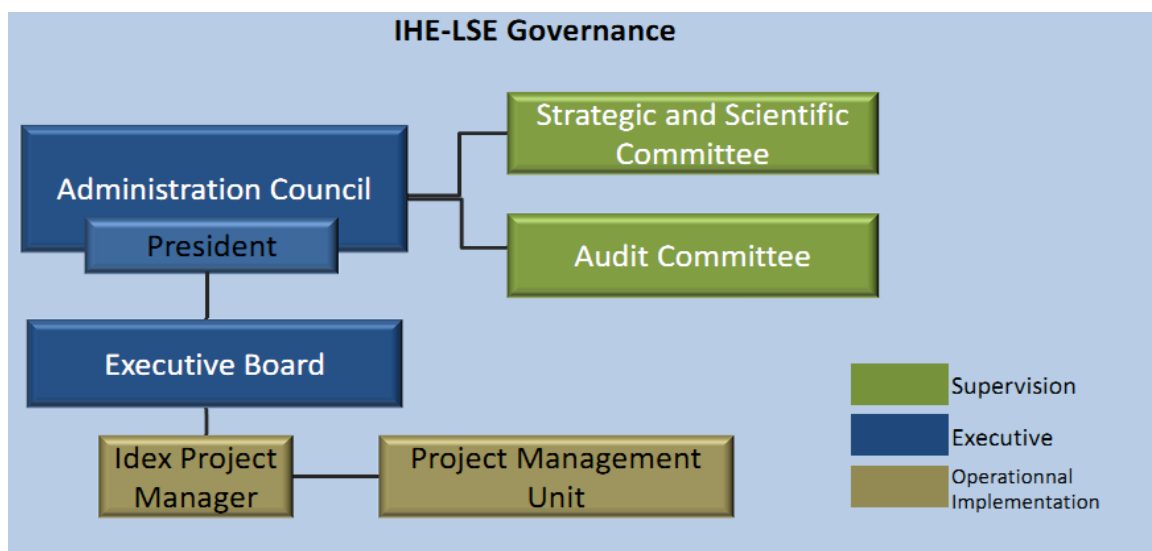 IHE-LSE Governance
Strategic and Scientific
Committee
Administration Council
President
Audit Committee
Executive Board
Idex Project
Manager
Project Management
Unit
Supervision
Executive
Operationnal
Implementation